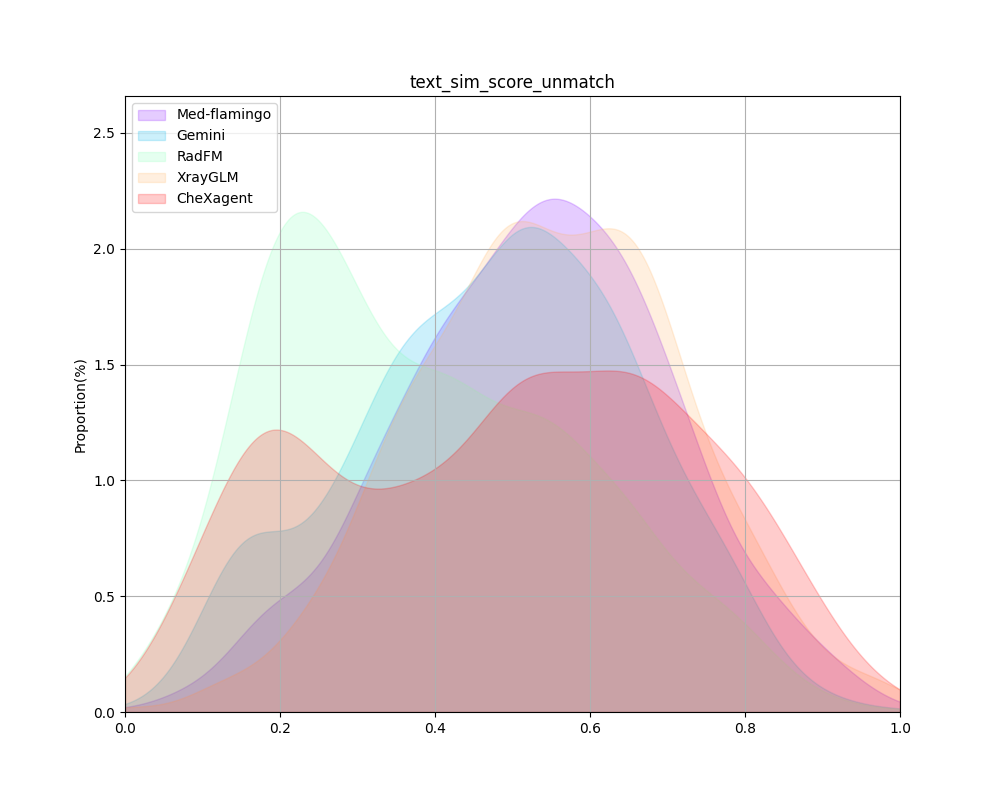 text_sim_score_unmatch
Med-flamingo
Gemini
RadFM
XrayGLM
CheXagent
Proportion(%)
2.5
2.0
1.5
1.0
0.5
0.0
0.0 0.2 0.4 0.6 0.8 1.0